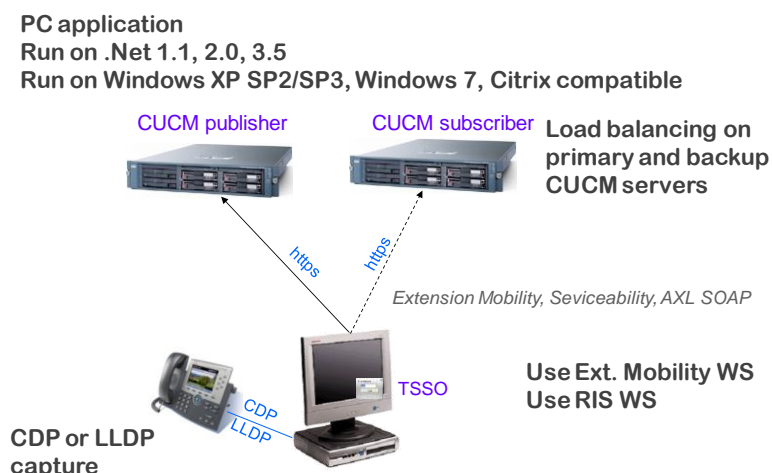 PC application
Run on .Net 1.1, 2.0, 3.5
Run on Windows XP SP2/SP3, Windows 7, Citrix compatible
CUCM publisher
CUCM subscriber
Load balancing on
primary and backup
CUCM servers
https
https
Extension Mobility, Seviceability, AXL SOAP
TSSO
Use Ext. Mobility WS
Use RIS WS
CDP
LLDP
CDP or LLDP
capture